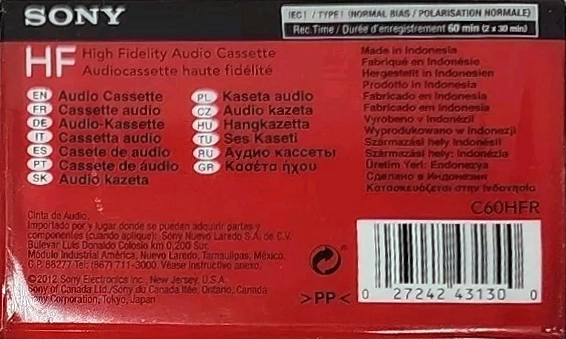 SONY
IEC I / TYPE I (NORMAL BIAS / POLARISATION NORMALE)
Rec.Time / Durée d'enregistrement 60 min (2 x 30 min)
HF High Fidelity Audio Cassette
Audiocassette haute fidélité
EN Audio Cassette
FR Cassette audio
DE Audio-Kassette
IT Cassetta audio
ES Casete de audio
PT Cassete de áudio
SK Audio kazeta
PL Kaseta audio
CZ Audio kazeta
HU Hangkazetta
TU Ses Kaseti
RU Аудио кассеты
GR Κασέτα ήχου
Made in Indonesia
Fabriqué en Indonésie
Hergestellt in Indonesien
Prodotto in Indonesia
Fabricado en Indonesia
Fabricado em Indonesia
Vyrobeno v Indonézii
Wyprodukowano w Indonezji
Származási hely Indonésii
Származási hely: Indonézia
Üretim Yeri: Endonezya
Сделано в Индонезии
Κατασκευάζεται στην Ινδονησία
C60HFR
Cinta de Audio.
Importado por y lugar donde se puedan adquirir partes y
componentes (cuando aplique): Sony Nuevo Laredo S.A. de C.V.
Bulevar Luis Donaldo Colosio km 0,200 Sur.
Módulo Industrial América, Nuevo Laredo, Tamaulipas, México,
C.P. 88277 Tel: (867) 711-3000. Véase instructivo anexo.
©2012 Sony Electronics Inc. New Jersey, U.S.A.
Sony of Canada Ltd./Sony du Canada ltée, Ontario, Canada
Sony Corporation, Tokyo, Japan
>PP<
0 27242 43130 0